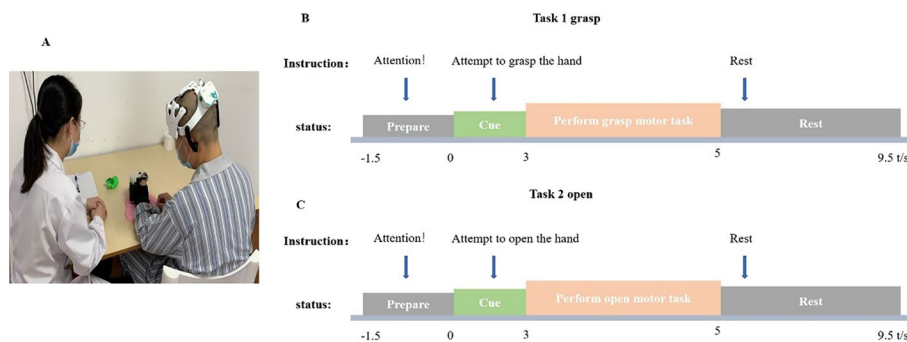 A
B
Task 1 grasp
Instruction:
Attention!
Attempt to grasp the hand
Rest
status:
Prepare
Cue
Perform grasp motor task
Rest
-1.5
0
3
5
9.5 t/s
C
Task 2 open
Instruction:
Attention!
Attempt to open the hand
Rest
status:
Prepare
Cue
Perform open motor task
Rest
-1.5
0
3
5
9.5 t/s